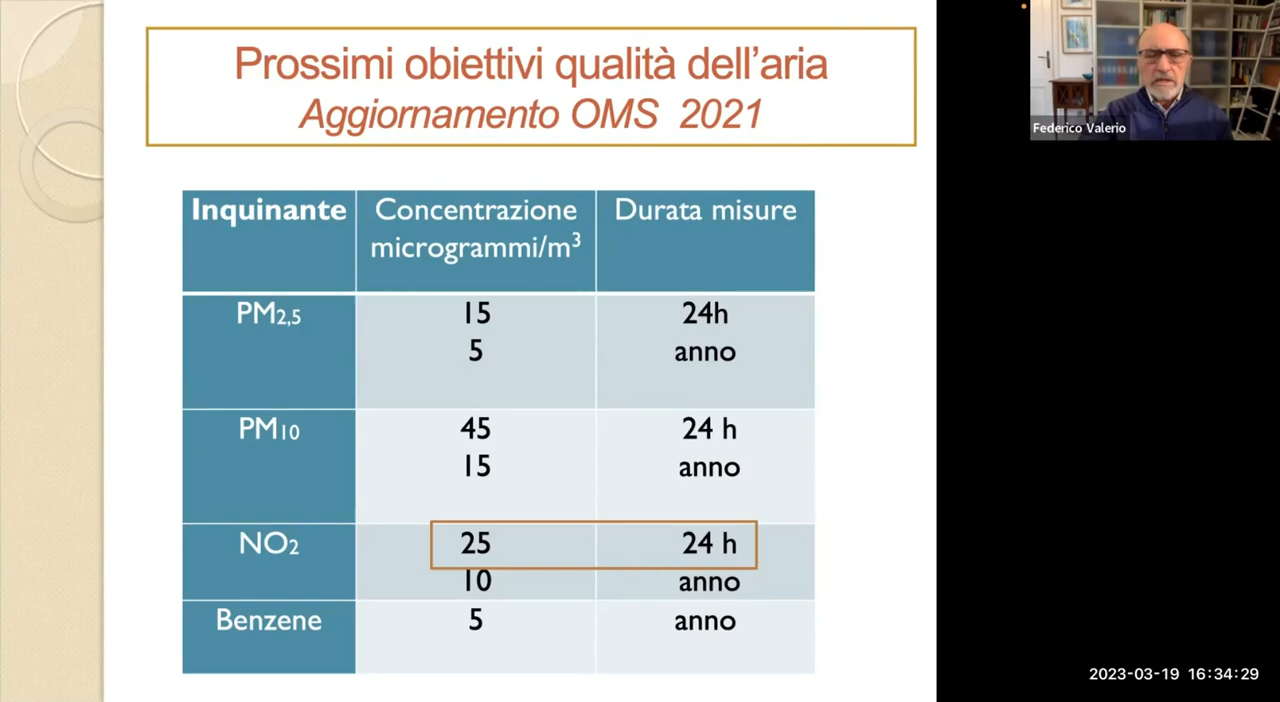 Prossimi obiettivi qualità dell'aria
Aggiornamento OMS 2021
Inquinante Concentrazione microgrammi/m³ Durata misure
PM2,5 15 24h
5 anno
PM10 45 24 h
15 anno
NO2 25 24 h
10 anno
Benzene 5 anno
Federico Valerio
2023-03-19 16:34:29